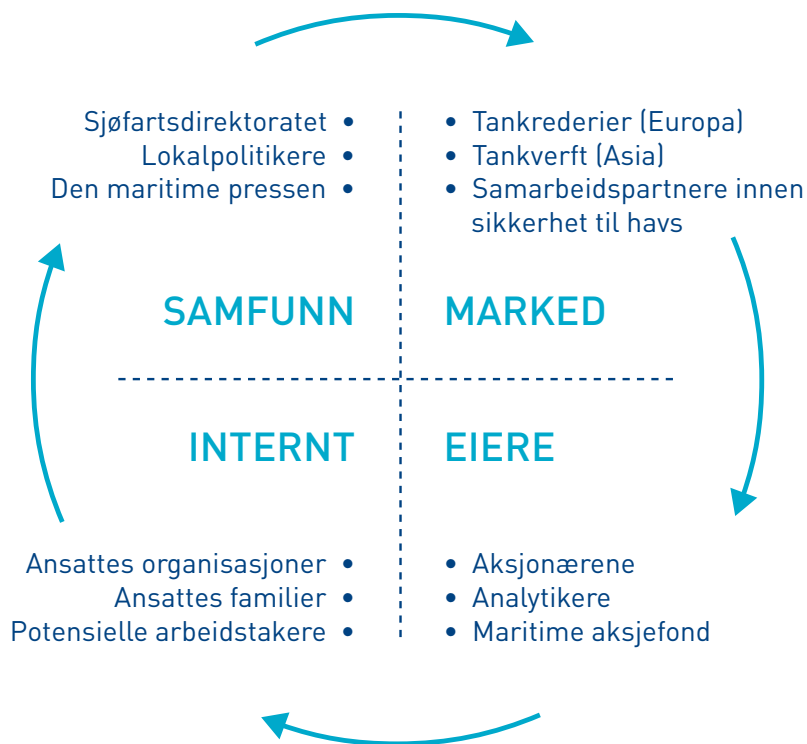 Sjøfartsdirektoratet •
Lokalpolitikere •
Den maritime pressen •
SAMFUNN
• Tankrederier (Europa)
• Tankverft (Asia)
• Samarbeidspartnere innen
sikkerhet til havs
MARKED
INTERNT
Ansattes organisasjoner •
Ansattes familier •
Potensielle arbeidstakere •
EIERE
• Aksjonærene
• Analytikere
• Maritime aksjefond